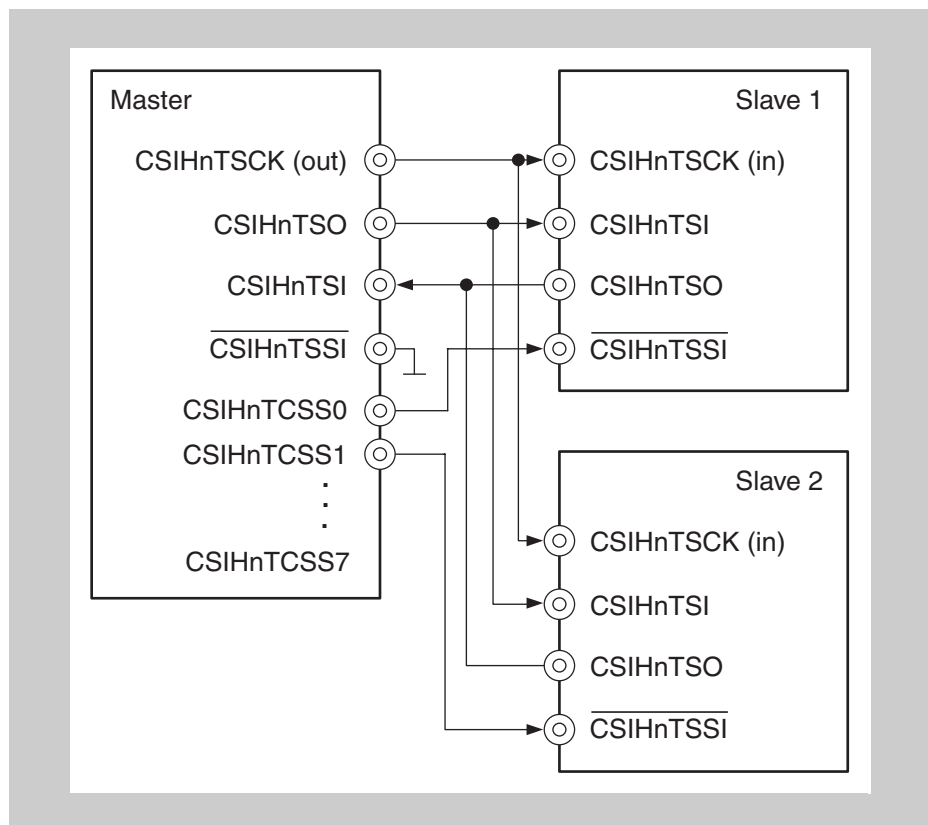 Master
CSIHnTSCK (out)
CSIHnTSO
CSIHnTSI
CSIHnTSSI
CSIHnTCSS0
CSIHnTCSS1
.
.
.
CSIHnTCSS7
Slave 1
CSIHnTSCK (in)
CSIHnTSI
CSIHnTSO
CSIHnTSSI
Slave 2
CSIHnTSCK (in)
CSIHnTSI
CSIHnTSO
CSIHnTSSI